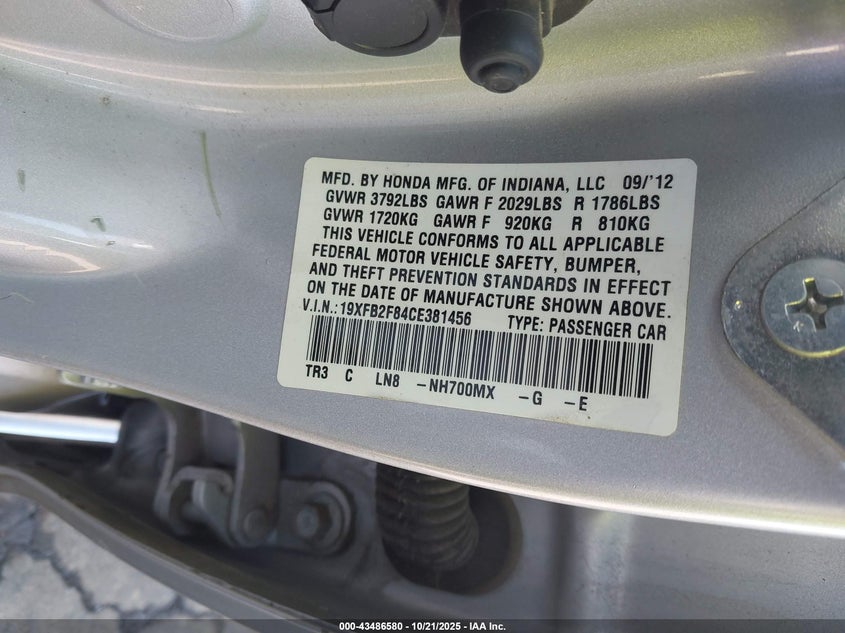 MFD. BY HONDA MFG. OF INDIANA, LLC 09/'12
GVWR 3792LBS GAWR F 2029LBS R 1786LBS
GVWR 1720KG GAWR F 920KG R 810KG
THIS VEHICLE CONFORMS TO ALL APPLICABLE
FEDERAL MOTOR VEHICLE SAFETY, BUMPER,
AND THEFT PREVENTION STANDARDS IN EFFECT
ON THE DATE OF MANUFACTURE SHOWN ABOVE.
V.I.N.:19XFB2F84CE381456 TYPE: PASSENGER CAR
TR3 C LN8 -NH700MX -G -E
000-43486580 - 10/21/2025 - IAA Inc.